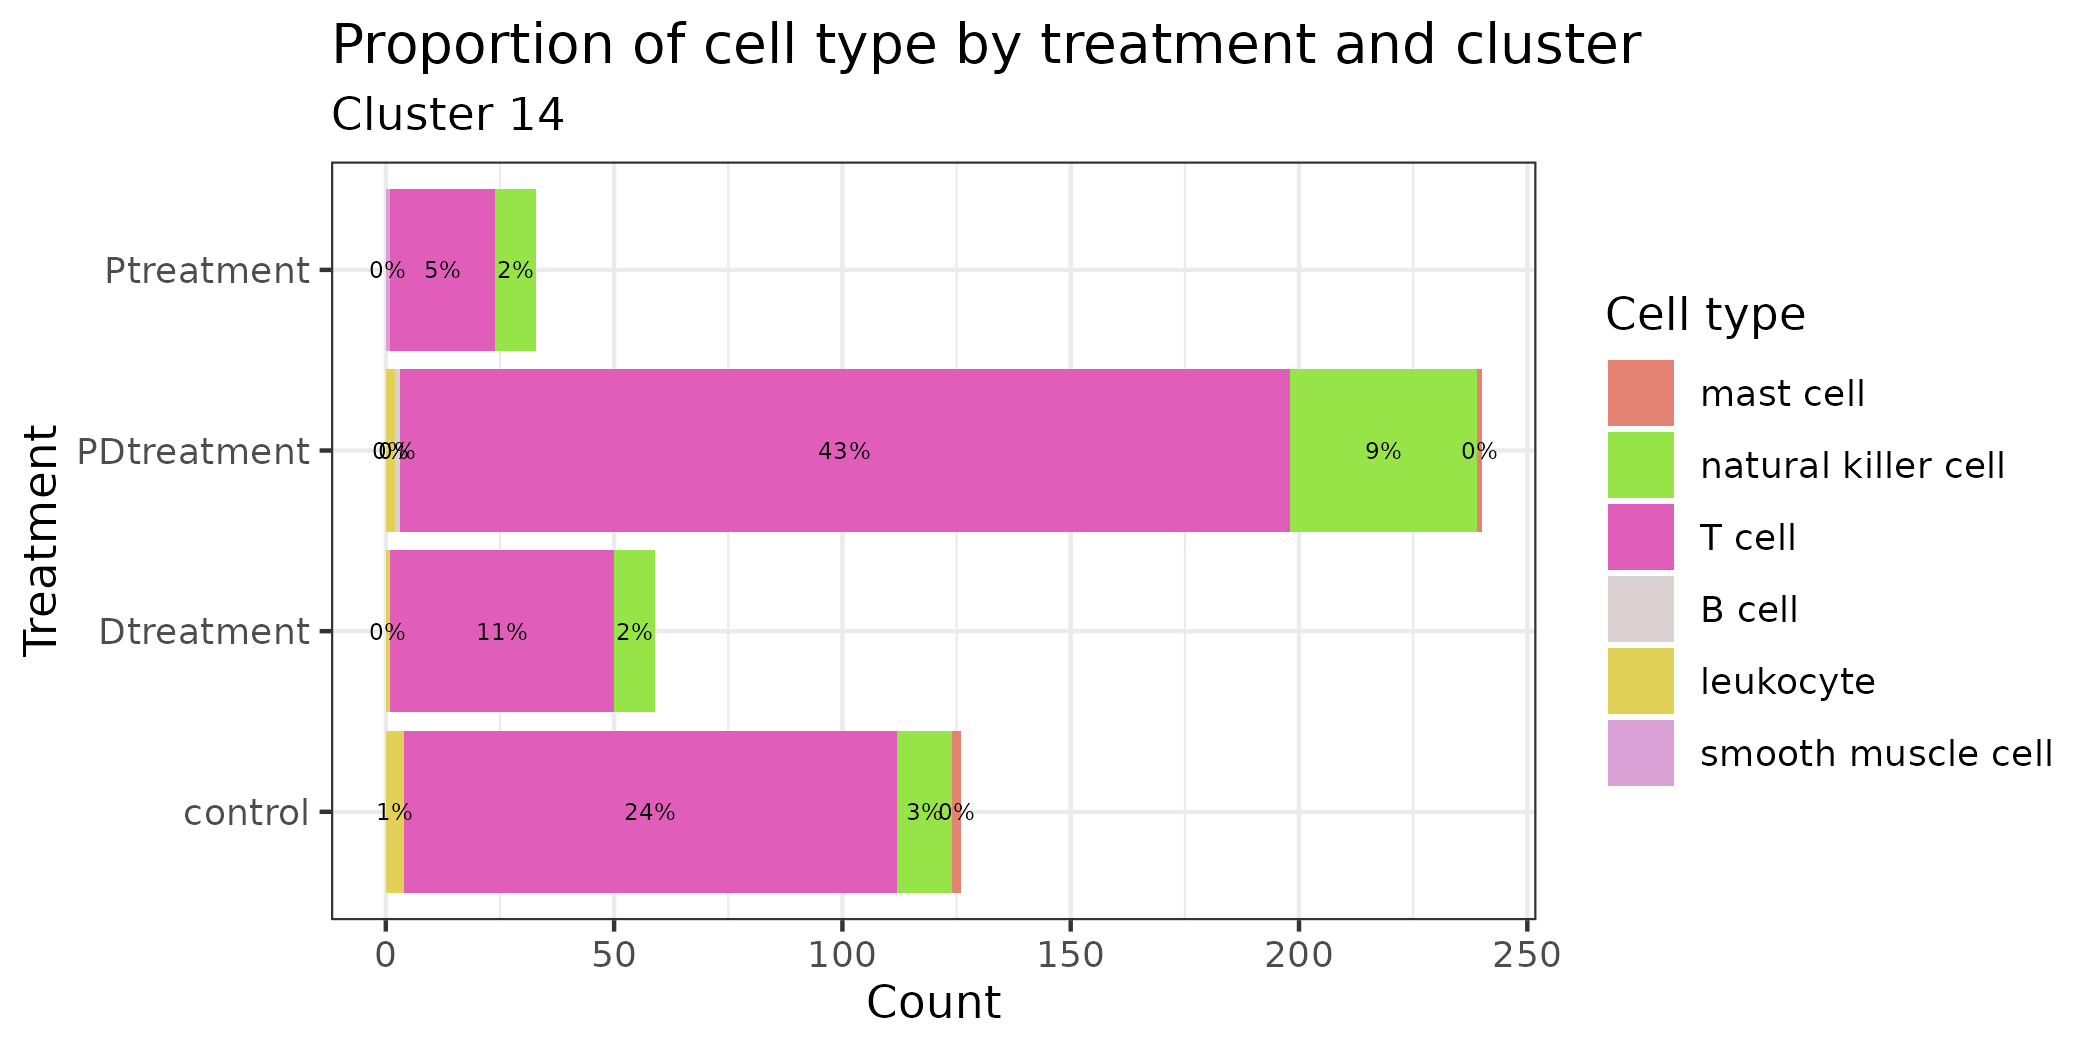 Proportion of cell type by treatment and cluster
Cluster 14
Treatment
Ptreatment
0% 5% 2%
PDtreatment
0% 0% 43% 9% 0%
Dtreatment
0% 11% 2%
control
1% 24% 3% 0%
0 50 100 150 200 250
Count
Cell type
mast cell
natural killer cell
T cell
B cell
leukocyte
smooth muscle cell